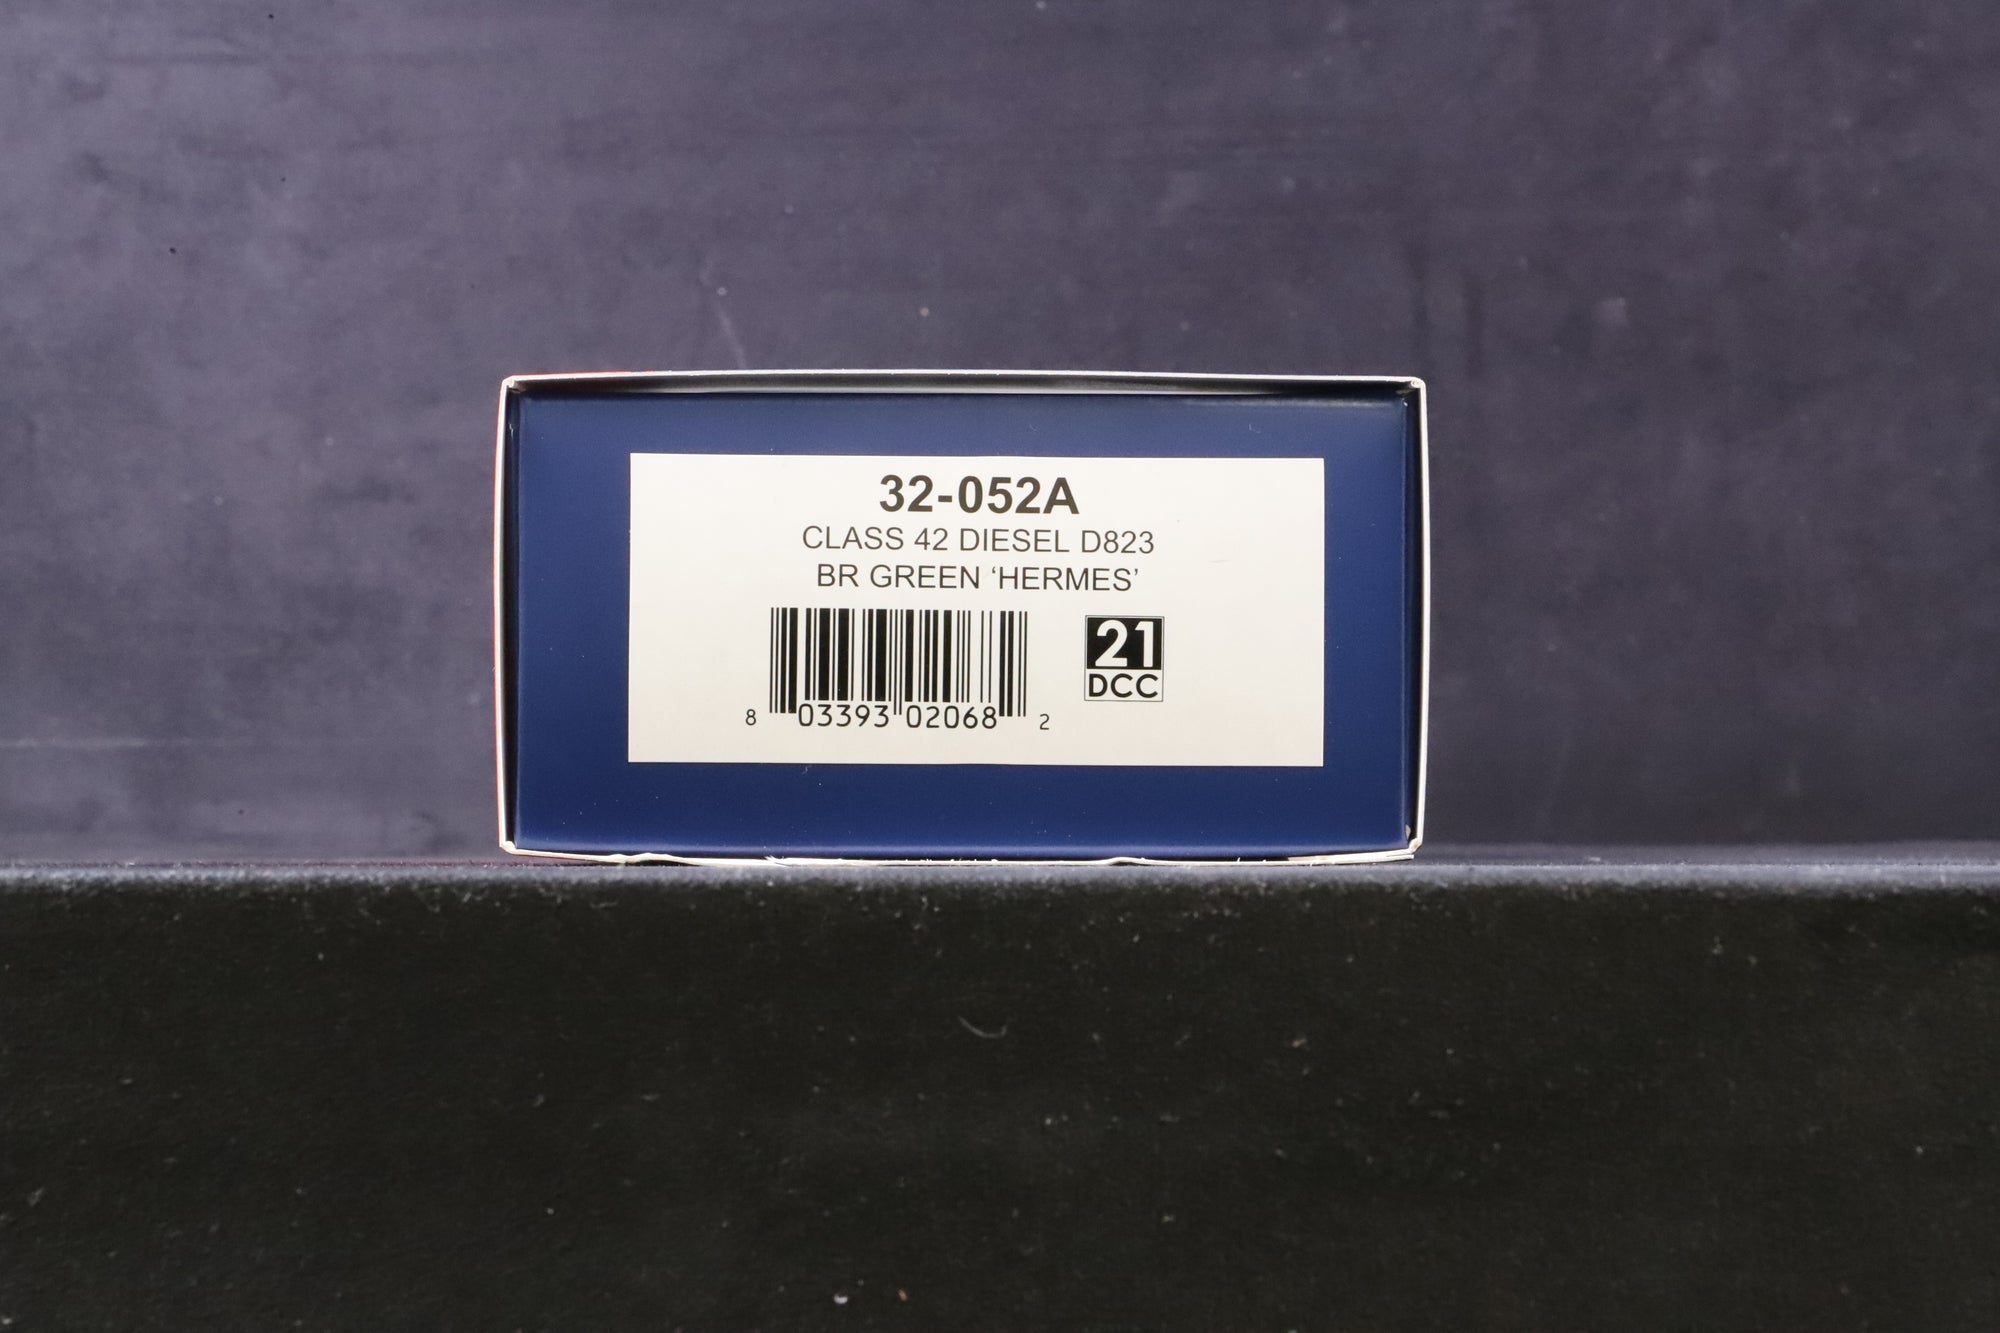 32-052A
CLASS 42 DIESEL D823
BR GREEN ‘HERMES’
21
DCC
8 03393 02068 2